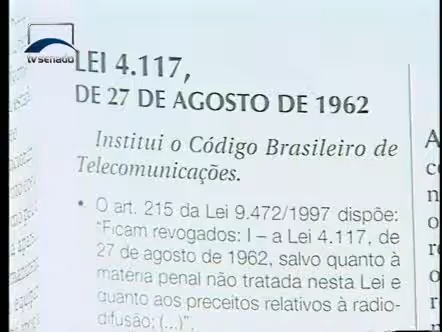 tv senado
LEI 4.117,
DE 27 DE AGOSTO DE 1962
Institui o Código Brasileiro de
Telecomunicações.
• O art. 215 da Lei 9.472/1997 dispõe:
"Ficam revogados: I – a Lei 4.117, de
27 de agosto de 1962, salvo quanto à
matéria penal não tratada nesta Lei e
quanto aos preceitos relativos à radio-
difusão; (...)".